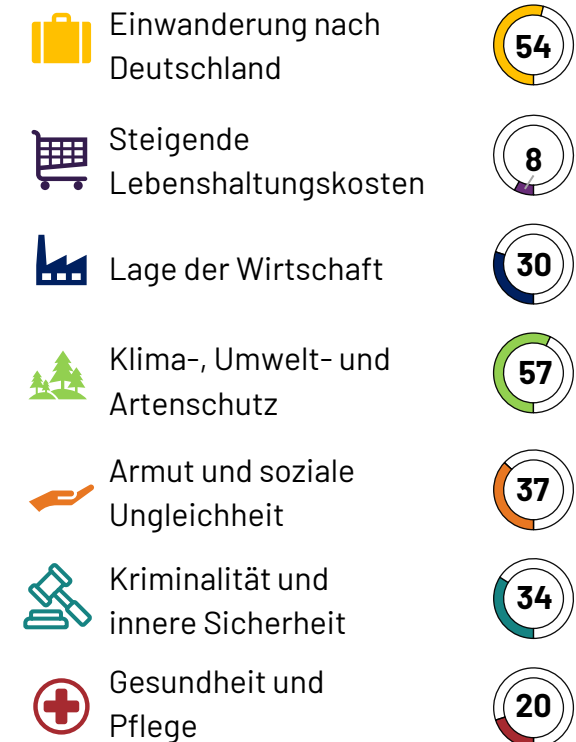 Einwanderung nach
Deutschland
54
Steigende
Lebenshaltungskosten
8
Lage der Wirtschaft
30
Klima-, Umwelt- und
Artenschutz
57
Armut und soziale
Ungleichheit
37
Kriminalität und
innere Sicherheit
34
Gesundheit und
Pflege
20